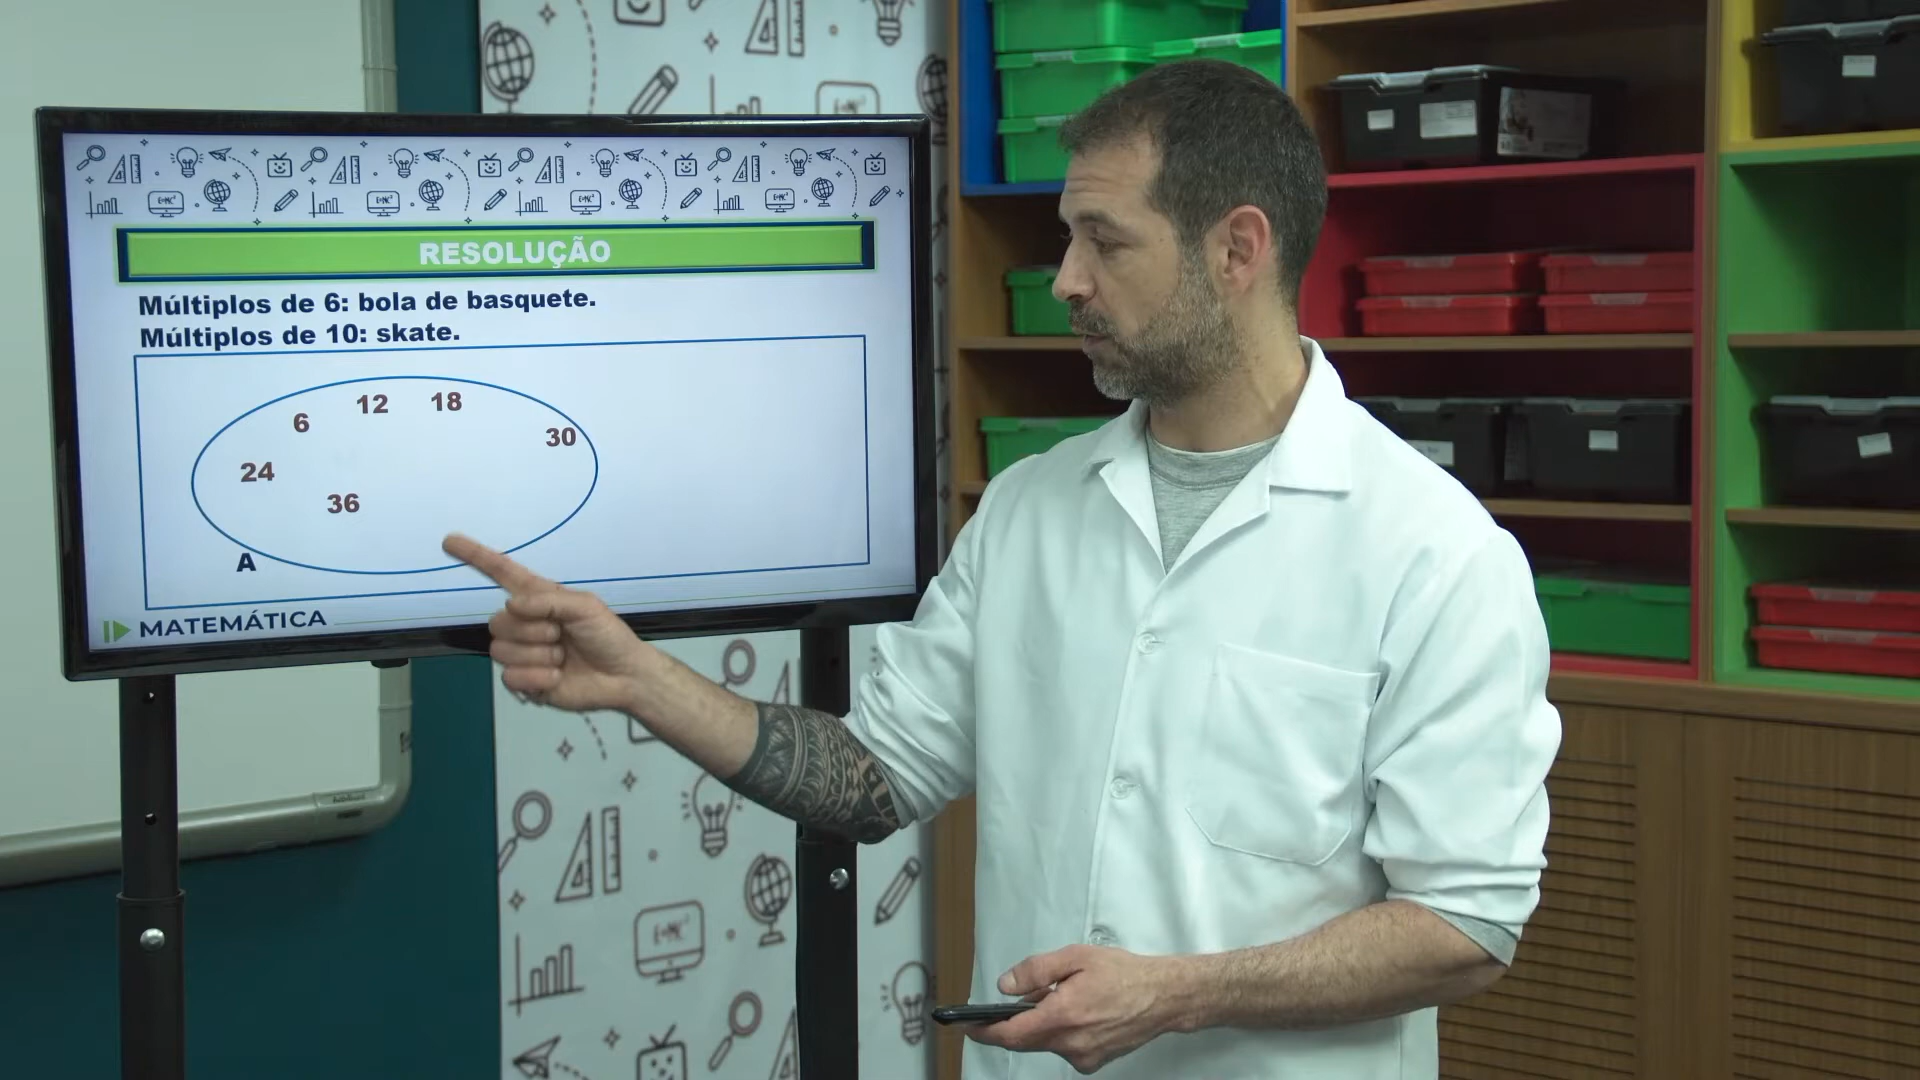 RESOLUÇÃO
Múltiplos de 6: bola de basquete.
Múltiplos de 10: skate.
6 12 18
30
24
36
A
MATEMÁTICA